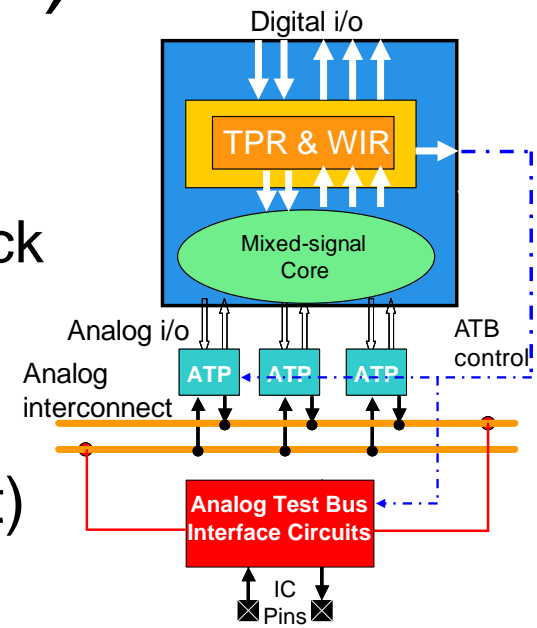 )
Digital i/o
TPR & WIR
ck
Mixed-signal
Core
Analog i/o
ATB
control
ATP
ATP
ATP
Analog
interconnect
t)
Analog Test Bus
Interface Circuits
IC
Pins